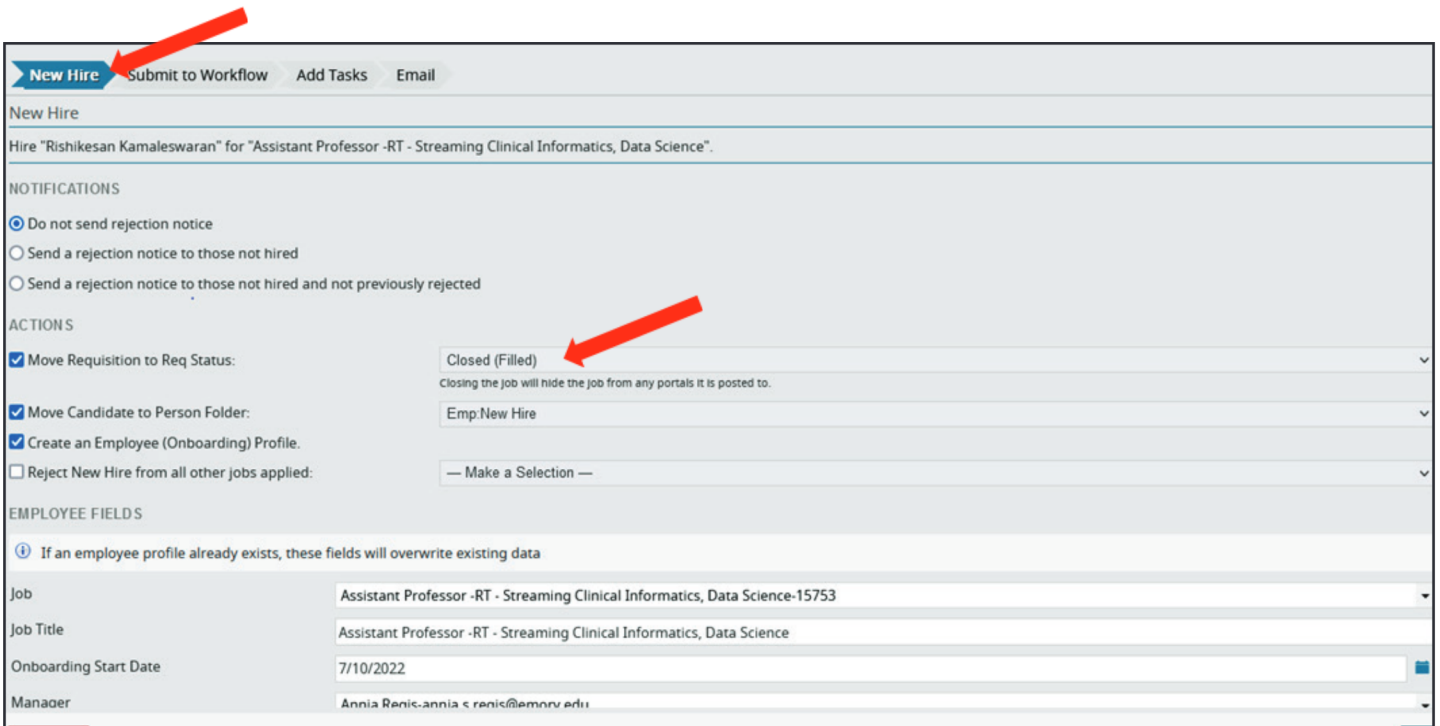 New Hire Submit to Workflow Add Tasks Email
New Hire
Hire "Rishikesan Kamaleswaran" for "Assistant Professor -RT - Streaming Clinical Informatics, Data Science".
NOTIFICATIONS
Do not send rejection notice
Send a rejection notice to those not hired
Send a rejection notice to those not hired and not previously rejected
ACTIONS
Move Requisition to Req Status: Closed (Filled)
Closing the job will hide the job from any portals it is posted to.
Move Candidate to Person Folder: Emp:New Hire
Create an Employee (Onboarding) Profile.
Reject New Hire from all other jobs applied: — Make a Selection —
EMPLOYEE FIELDS
If an employee profile already exists, these fields will overwrite existing data
Job Assistant Professor -RT - Streaming Clinical Informatics, Data Science-15753
Job Title Assistant Professor -RT - Streaming Clinical Informatics, Data Science
Onboarding Start Date 7/10/2022
Manager Annia Regis-annia.s.regis@emory.edu